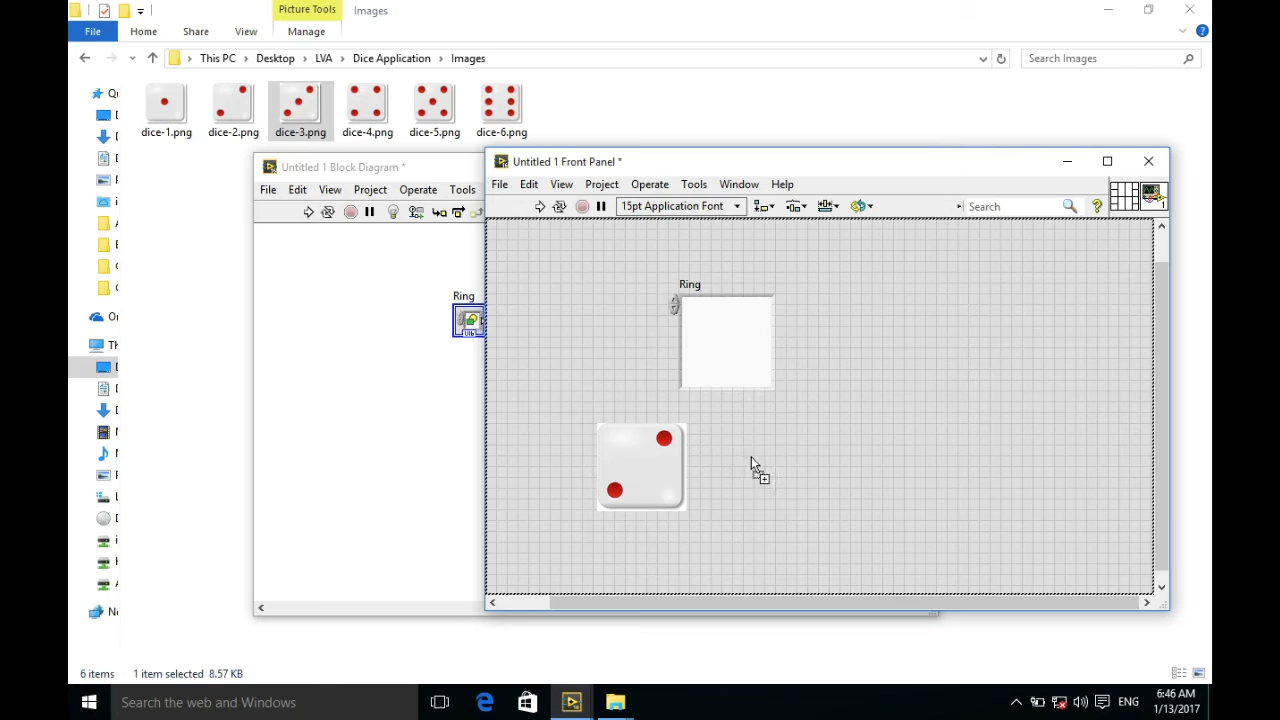 Picture Tools
Images
File
Home
Share
View
Manage
This PC
Desktop
LVA
Dice Application
Images
Search Images
dice-1.png
dice-2.png
dice-3.png
dice-4.png
dice-5.png
dice-6.png
Untitled 1 Block Diagram *
File
Edit
View
Project
Operate
Tools
Ring
Untitled 1 Front Panel *
File
Edit
View
Project
Operate
Tools
Window
Help
15pt Application Font
Search
Ring
6 items
1 item selected 8.57 KB
Search the web and Windows
ENG
6:46 AM
1/13/2017